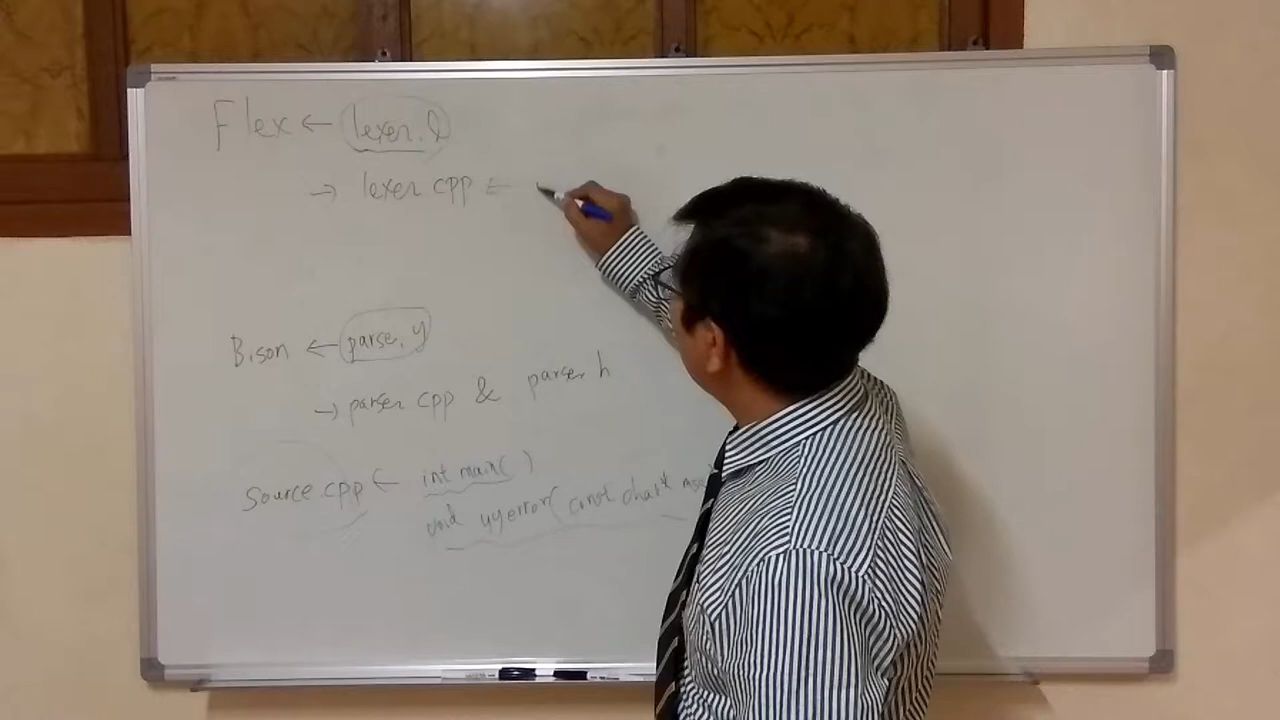 Flex ← lexer.l
→ lexer cpp ←
Bison ← parse.y
→ parser cpp & parser h
Source.cpp ← int main( )
void yyerror( const char*